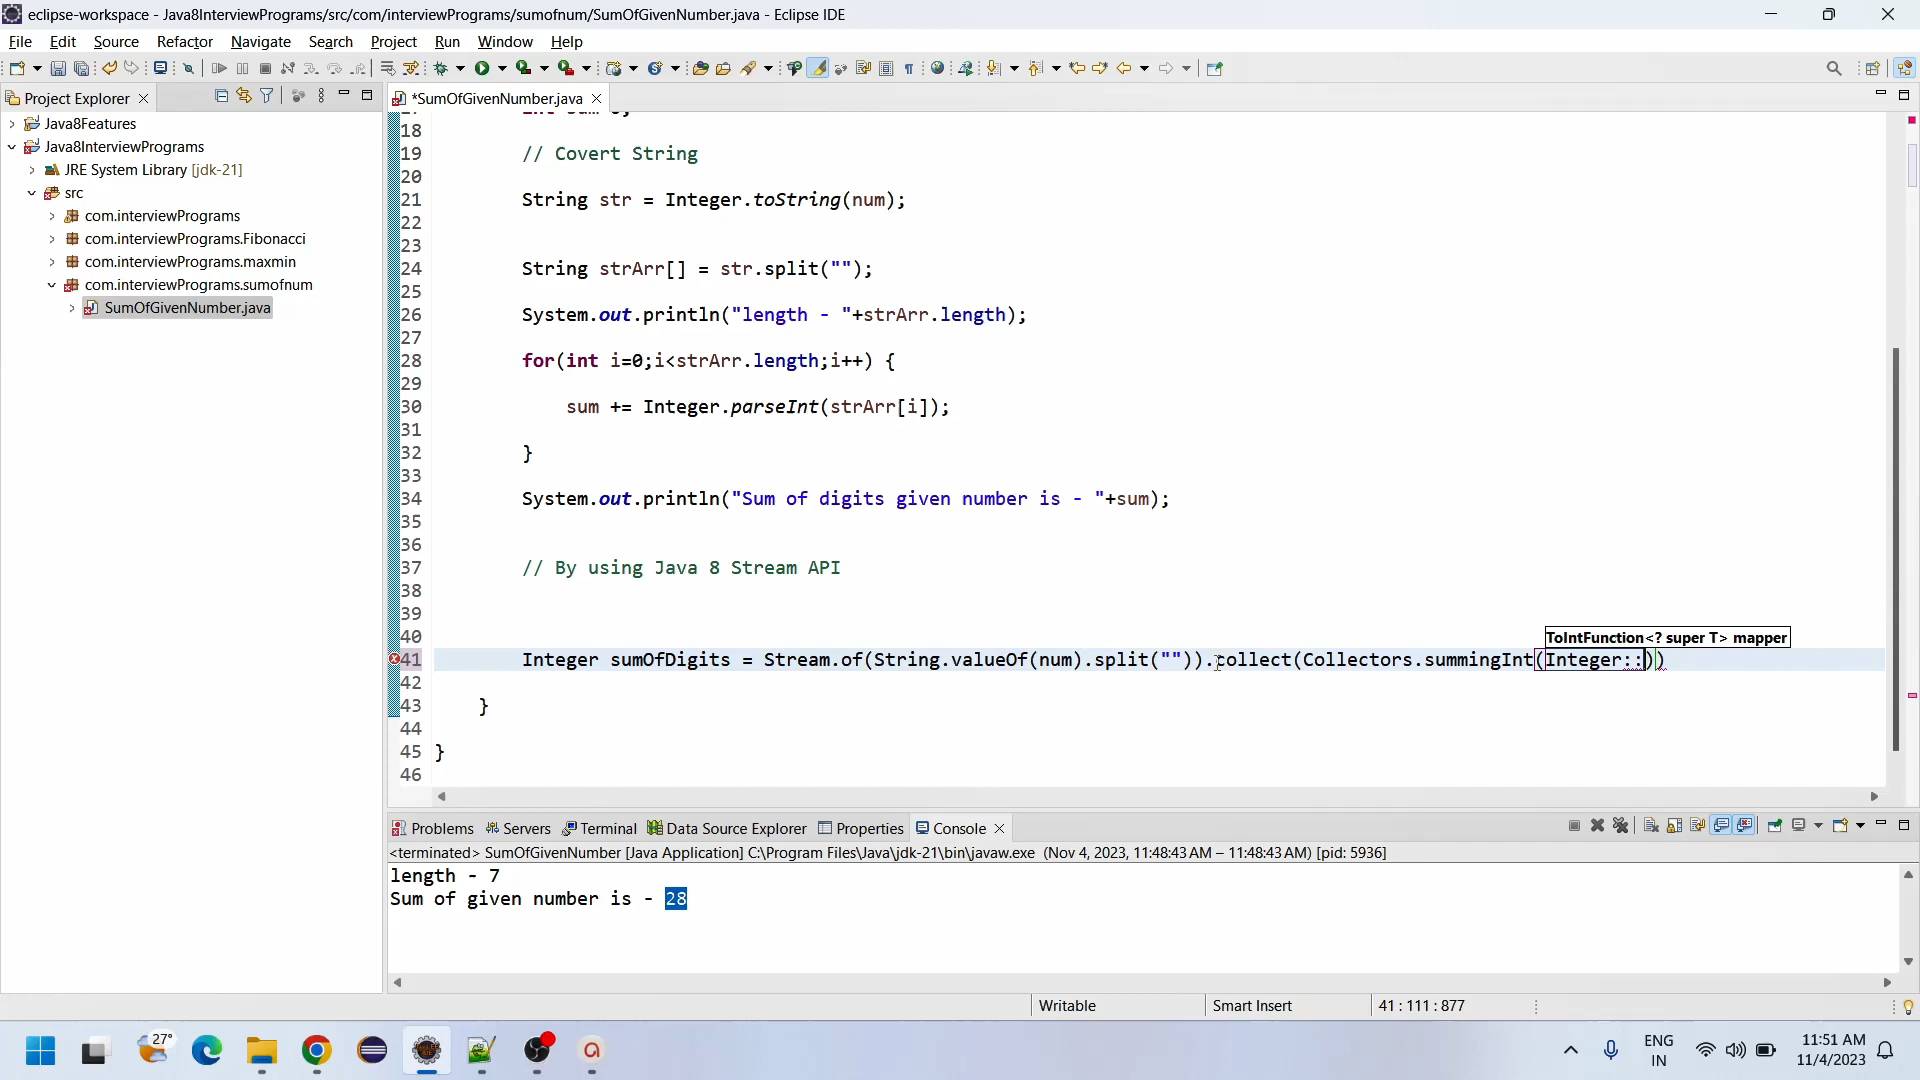 eclipse-workspace - Java8InterviewPrograms/src/com/interviewPrograms/sumofnum/SumOfGivenNumber.java - Eclipse IDE
File Edit Source Refactor Navigate Search Project Run Window Help
Project Explorer
*SumOfGivenNumber.java
Java8Features
Java8InterviewPrograms
JRE System Library [jdk-21]
src
com.interviewPrograms
com.interviewPrograms.Fibonacci
com.interviewPrograms.maxmin
com.interviewPrograms.sumofnum
SumOfGivenNumber.java
18
19 // Covert String
20
21 String str = Integer.toString(num);
22
23
24 String strArr[] = str.split("");
25
26 System.out.println("length - "+strArr.length);
27
28 for(int i=0;i<strArr.length;i++) {
29
30 sum += Integer.parseInt(strArr[i]);
31
32 }
33
34 System.out.println("Sum of digits given number is - "+sum);
35
36
37 // By using Java 8 Stream API
38
39
40
ToIntFunction<? super T> mapper
41 Integer sumOfDigits = Stream.of(String.valueOf(num).split("")).collect(Collectors.summingInt(Integer::))
42
43 }
44
45 }
46
Problems Servers Terminal Data Source Explorer Properties Console
<terminated> SumOfGivenNumber [Java Application] C:\Program Files\Java\jdk-21\bin\javaw.exe (Nov 4, 2023, 11:48:43 AM – 11:48:43 AM) [pid: 5936]
length - 7
Sum of given number is - 28
Writable Smart Insert 41 : 111 : 877
27°
ENG
IN
11:51 AM
11/4/2023